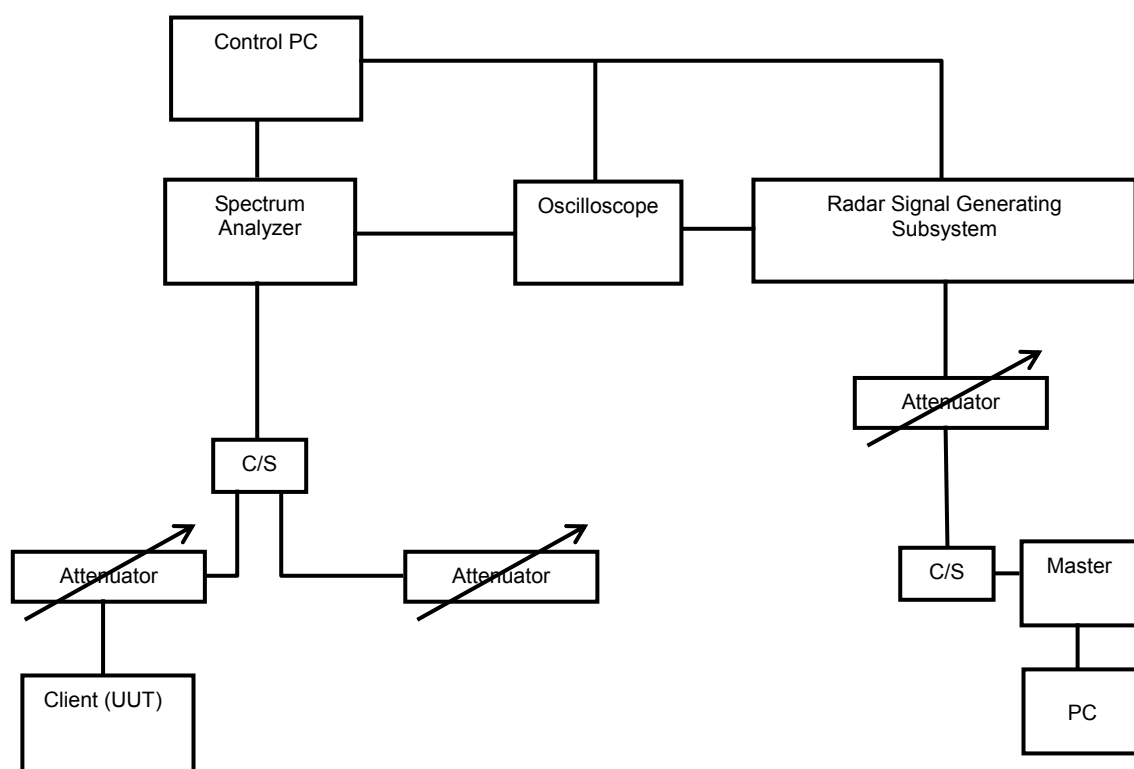 Control PC
Spectrum
Analyzer
Oscilloscope
Radar Signal Generating
Subsystem
Attenuator
C/S
Attenuator
Attenuator
C/S
Master
Client (UUT)
PC